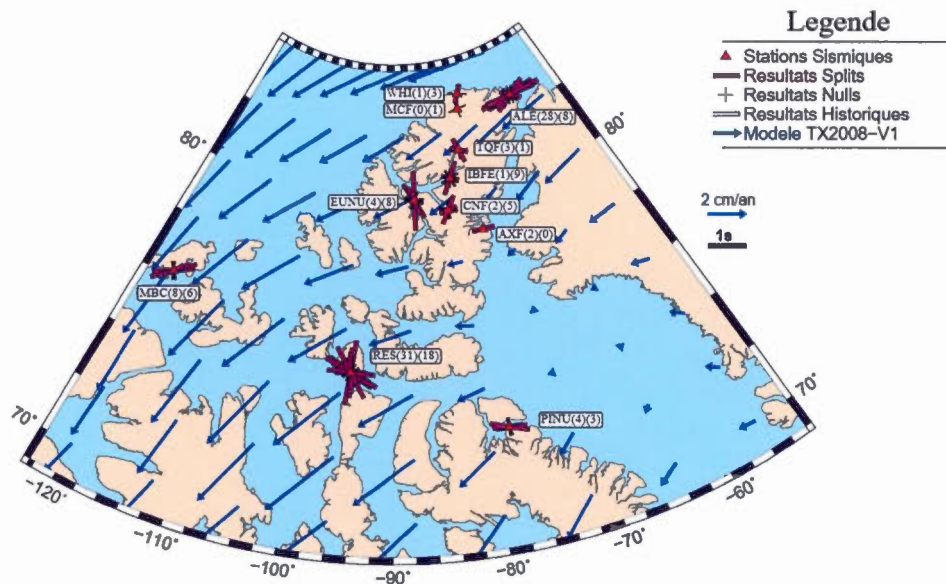 Legende
Stations Sismiques
Resultats Splits
Resultats Nulls
Resultats Historiques
Modele TX2008-V1
2 cm/an
1s
80°
80°
70°
70°
-120°
-110°
-100°
-90°
-80°
-70°
-60°
WHI(1)(3)
MCF(0)(1)
ALE(28)(8)
TQF(3)(1)
IBFE(1)(9)
EUNU(4)(8)
CNF(2)(5)
AXF(2)(0)
MBC(8)(6)
RES(31)(18)
PINU(4)(3)